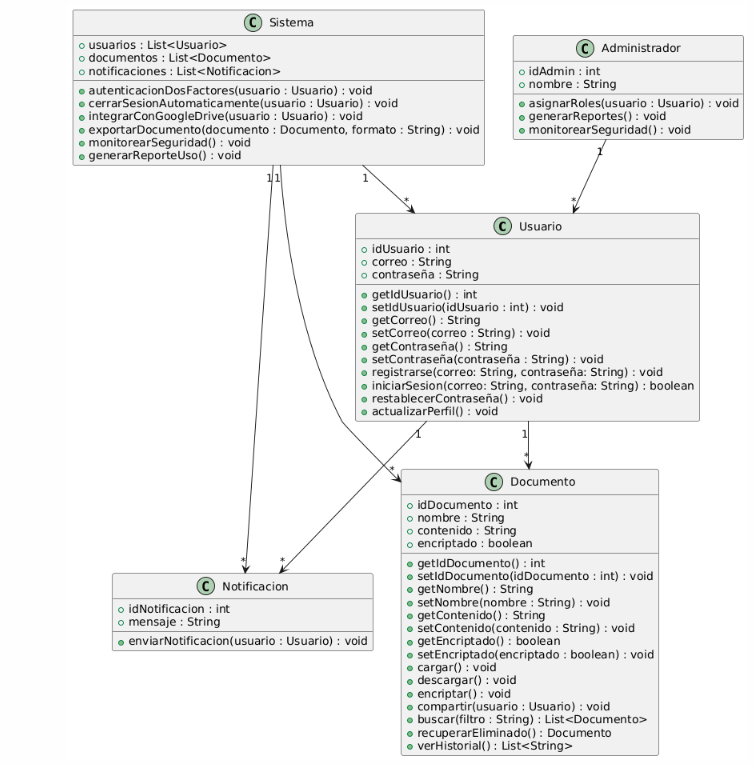 C Sistema
usuarios : List<Usuario>
documentos : List<Documento>
notificaciones : List<Notificacion>
autenticacionDosFactores(usuario : Usuario) : void
cerrarSesionAutomaticamente(usuario : Usuario) : void
integrarConGoogleDrive(usuario : Usuario) : void
exportarDocumento(documento : Documento, formato : String) : void
monitorearSeguridad() : void
generarReporteUso() : void
C Administrador
idAdmin : int
nombre : String
asignarRoles(usuario : Usuario) : void
generarReportes() : void
monitorearSeguridad() : void
1
1 1
1
*
*
C Usuario
idUsuario : int
correo : String
contraseña : String
getIdUsuario() : int
setIdUsuario(idUsuario : int) : void
getCorreo() : String
setCorreo(correo : String) : void
getContraseña() : String
setContraseña(contraseña : String) : void
registrarse(correo: String, contraseña: String) : void
iniciarSesion(correo: String, contraseña: String) : boolean
restablecerContraseña() : void
actualizarPerfil() : void
1
1
*
*
C Documento
idDocumento : int
nombre : String
contenido : String
encriptado : boolean
getIdDocumento() : int
setIdDocumento(idDocumento : int) : void
getNombre() : String
setNombre(nombre : String) : void
getContenido() : String
setContenido(contenido : String) : void
getEncriptado() : boolean
setEncriptado(encriptado : boolean) : void
cargar() : void
descargar() : void
encriptar() : void
compartir(usuario : Usuario) : void
buscar(filtro : String) : List<Documento>
recuperarEliminado() : Documento
verHistorial() : List<String>
*
*
C Notificacion
idNotificacion : int
mensaje : String
enviarNotificacion(usuario : Usuario) : void